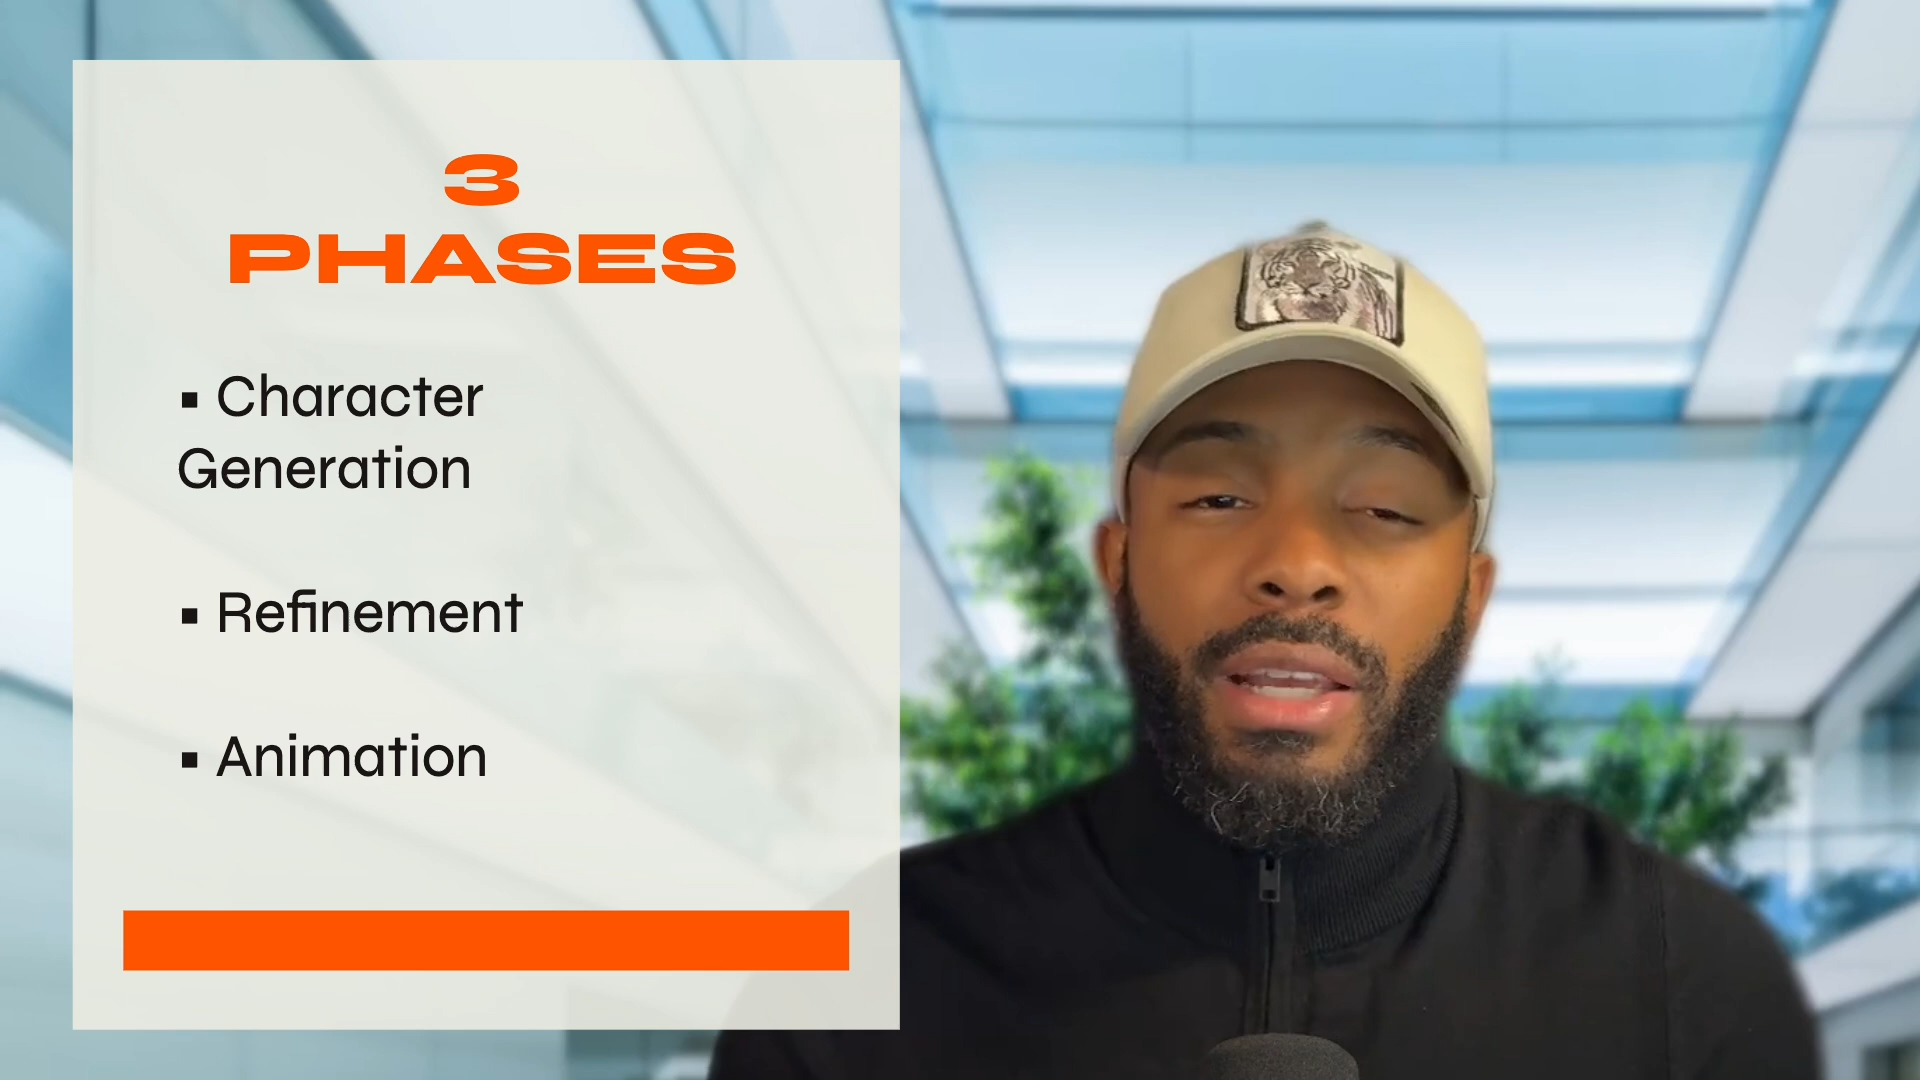 3
PHASES
▪ Character
Generation
▪ Refinement
▪ Animation